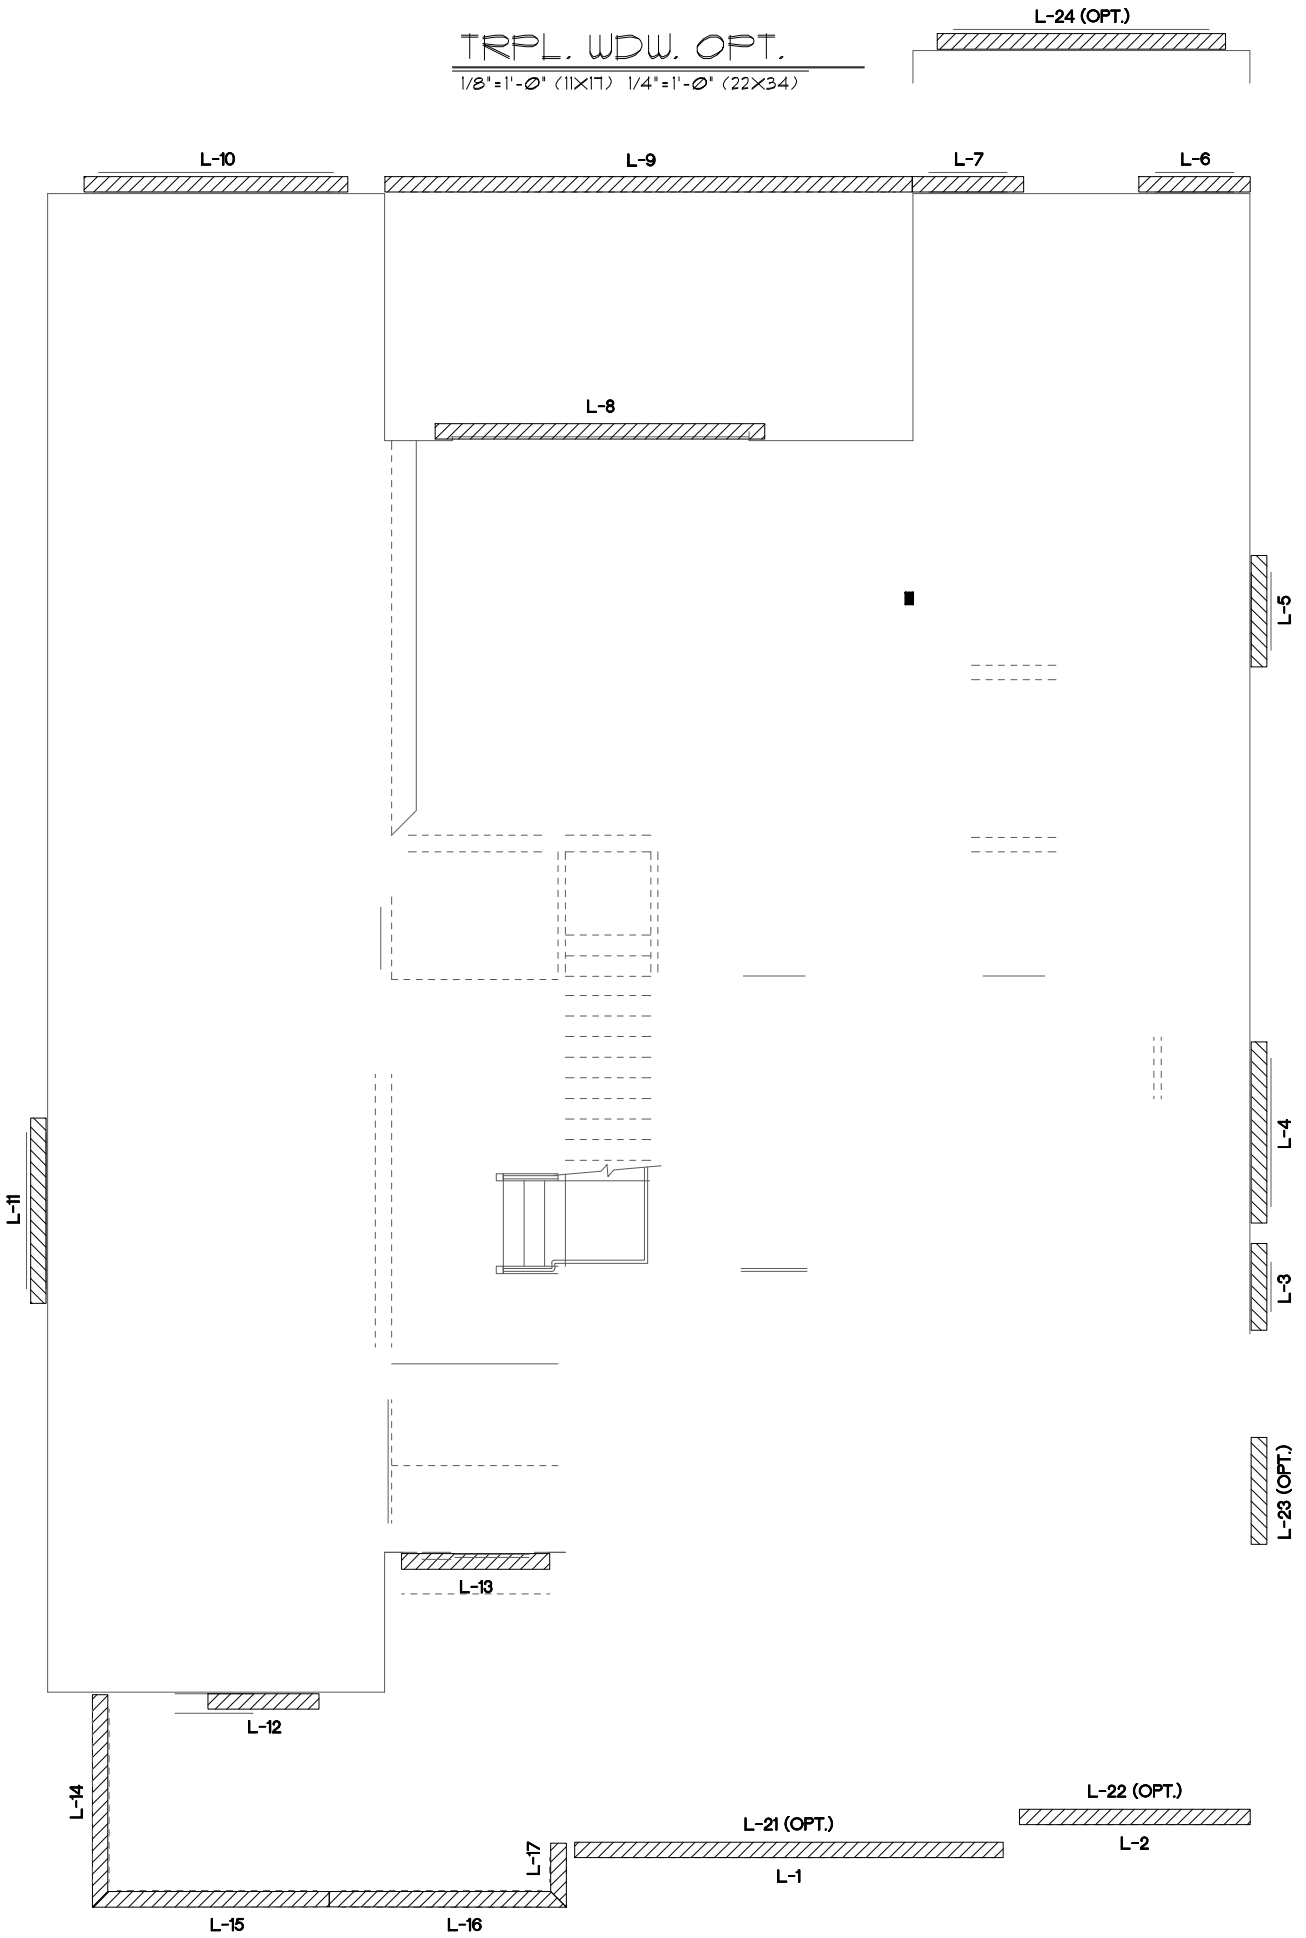 L-24 (OPT.)
TRPL. WDW. OPT.
1/8"=1'-0" (11X17) 1/4"=1'-0" (22X34)
L-10
L-9
L-7
L-6
L-8
L-5
L-4
L-11
L-3
L-23 (OPT.)
L-13
L-12
L-14
L-22 (OPT.)
L-21 (OPT.)
L-2
L-17
L-1
L-15
L-16